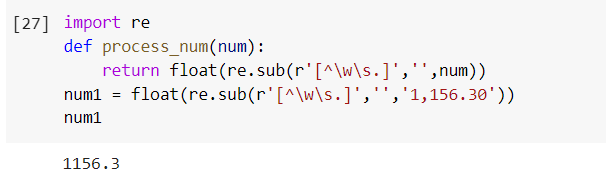 [27] import re
def process_num(num):
    return float(re.sub(r'[^\w\s.]','',num))
num1 = float(re.sub(r'[^\w\s.]','','1,156.30'))
num1
1156.3